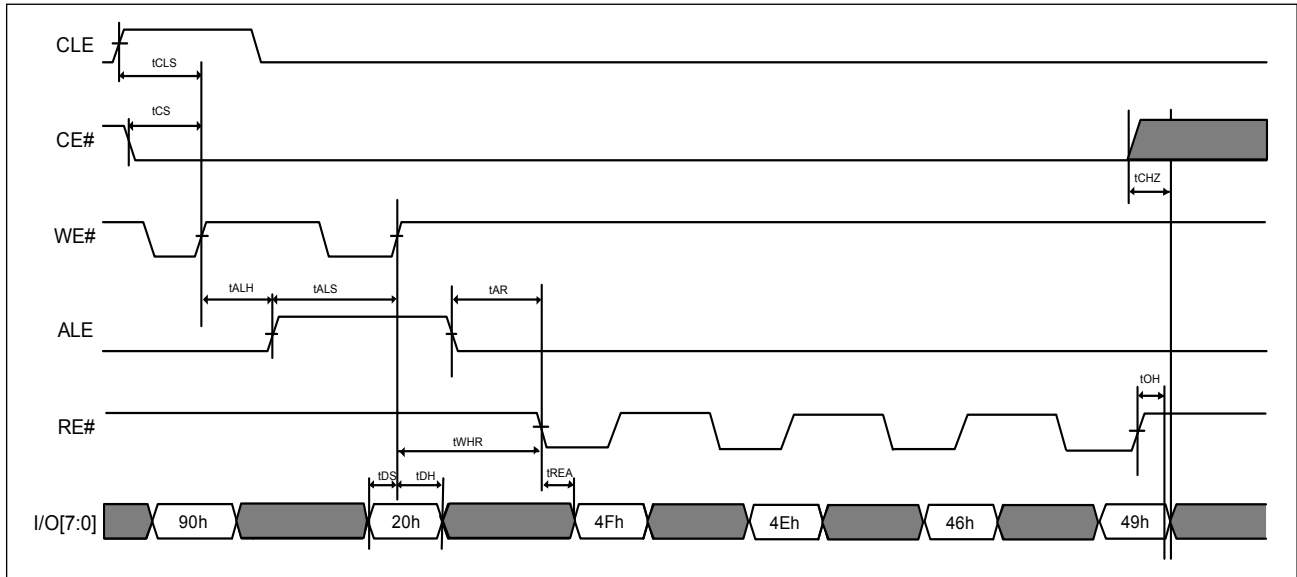 CLE
tCLS
tCS
CE#
tCHZ
WE#
tALH
tALS
tAR
ALE
tOH
RE#
tWHR
tDS
tDH
tREA
I/O[7:0]
90h
20h
4Fh
4Eh
46h
49h